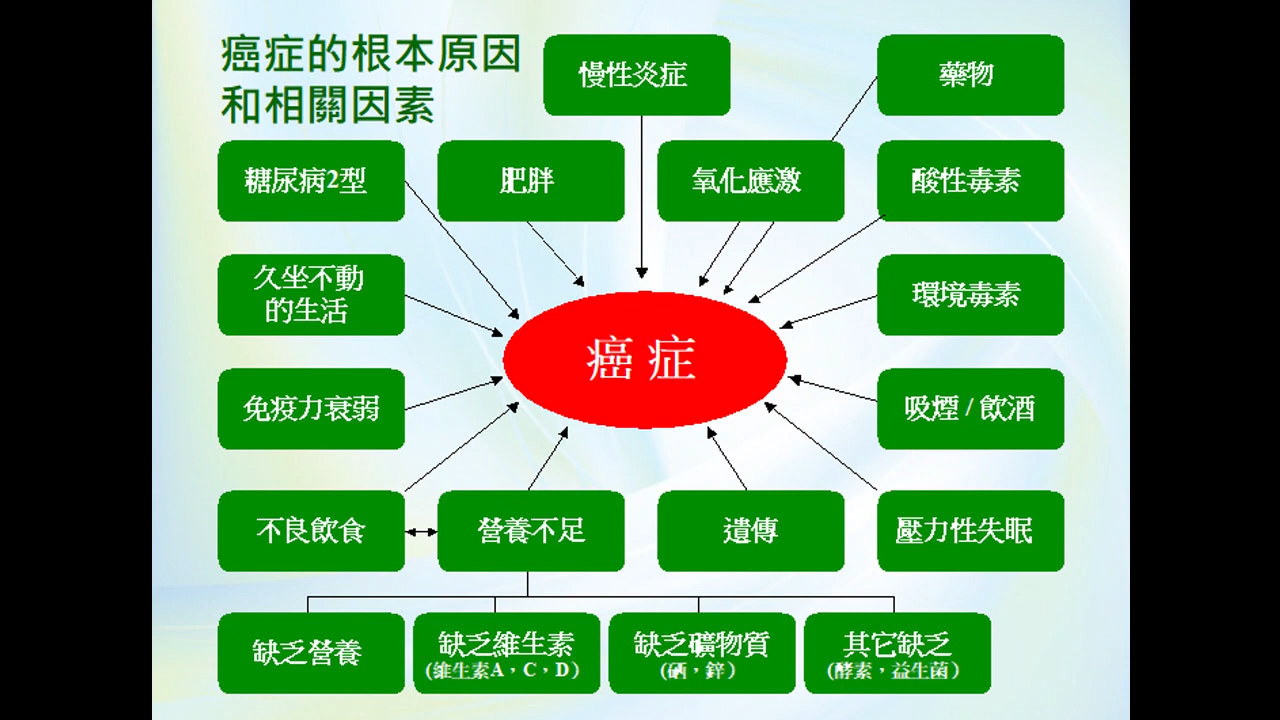 癌症的根本原因
和相關因素
慢性炎症
藥物
糖尿病2型
肥胖
氧化應激
酸性毒素
久坐不動
的生活
環境毒素
癌 症
免疫力衰弱
吸煙 / 飲酒
不良飲食
營養不足
遺傳
壓力性失眠
缺乏營養
缺乏維生素
(維生素A，C，D)
缺乏礦物質
(硒，鋅)
其它缺乏
(酵素，益生菌)